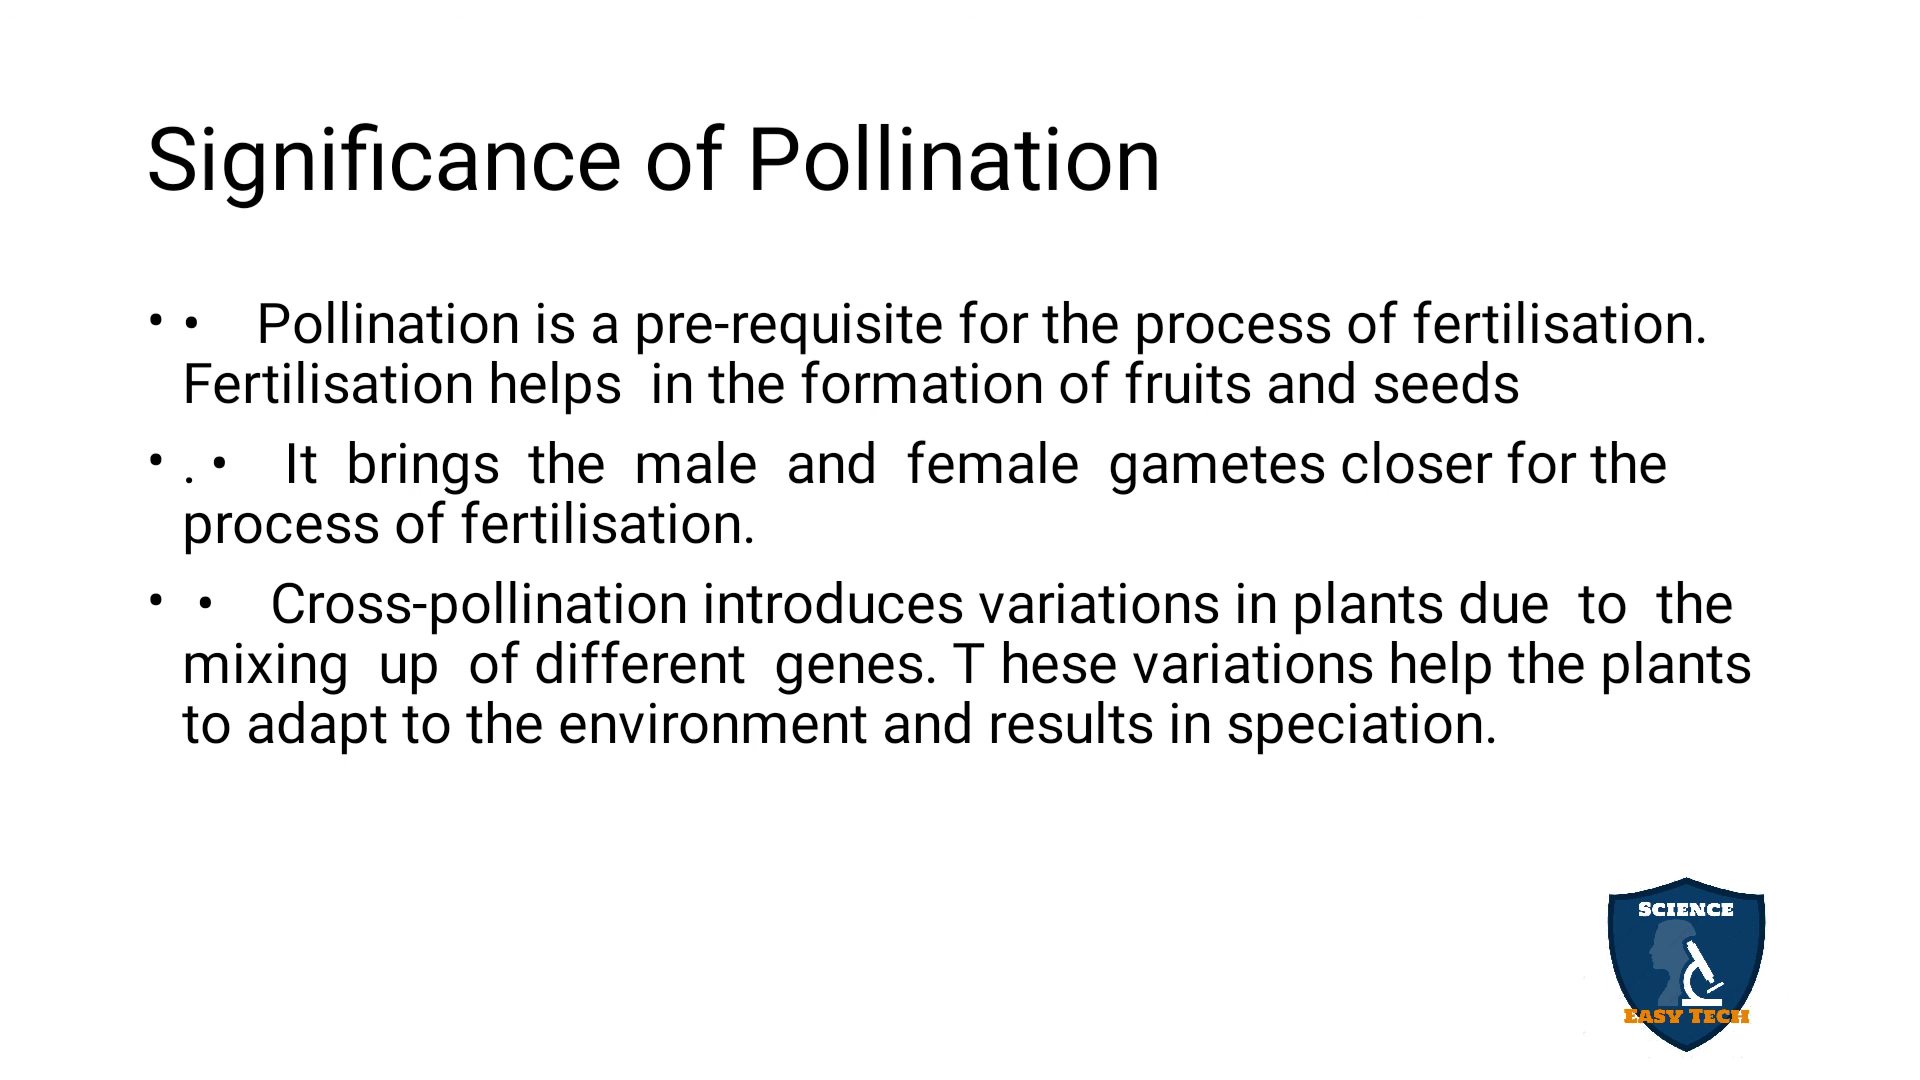 Significance of Pollination
• •    Pollination is a pre-requisite for the process of fertilisation.
Fertilisation helps  in the formation of fruits and seeds
• . •    It  brings  the  male  and  female  gametes closer for the
process of fertilisation.
•  •    Cross-pollination introduces variations in plants due  to  the
mixing  up  of different  genes. T hese variations help the plants
to adapt to the environment and results in speciation.
SCIENCE
EASY TECH